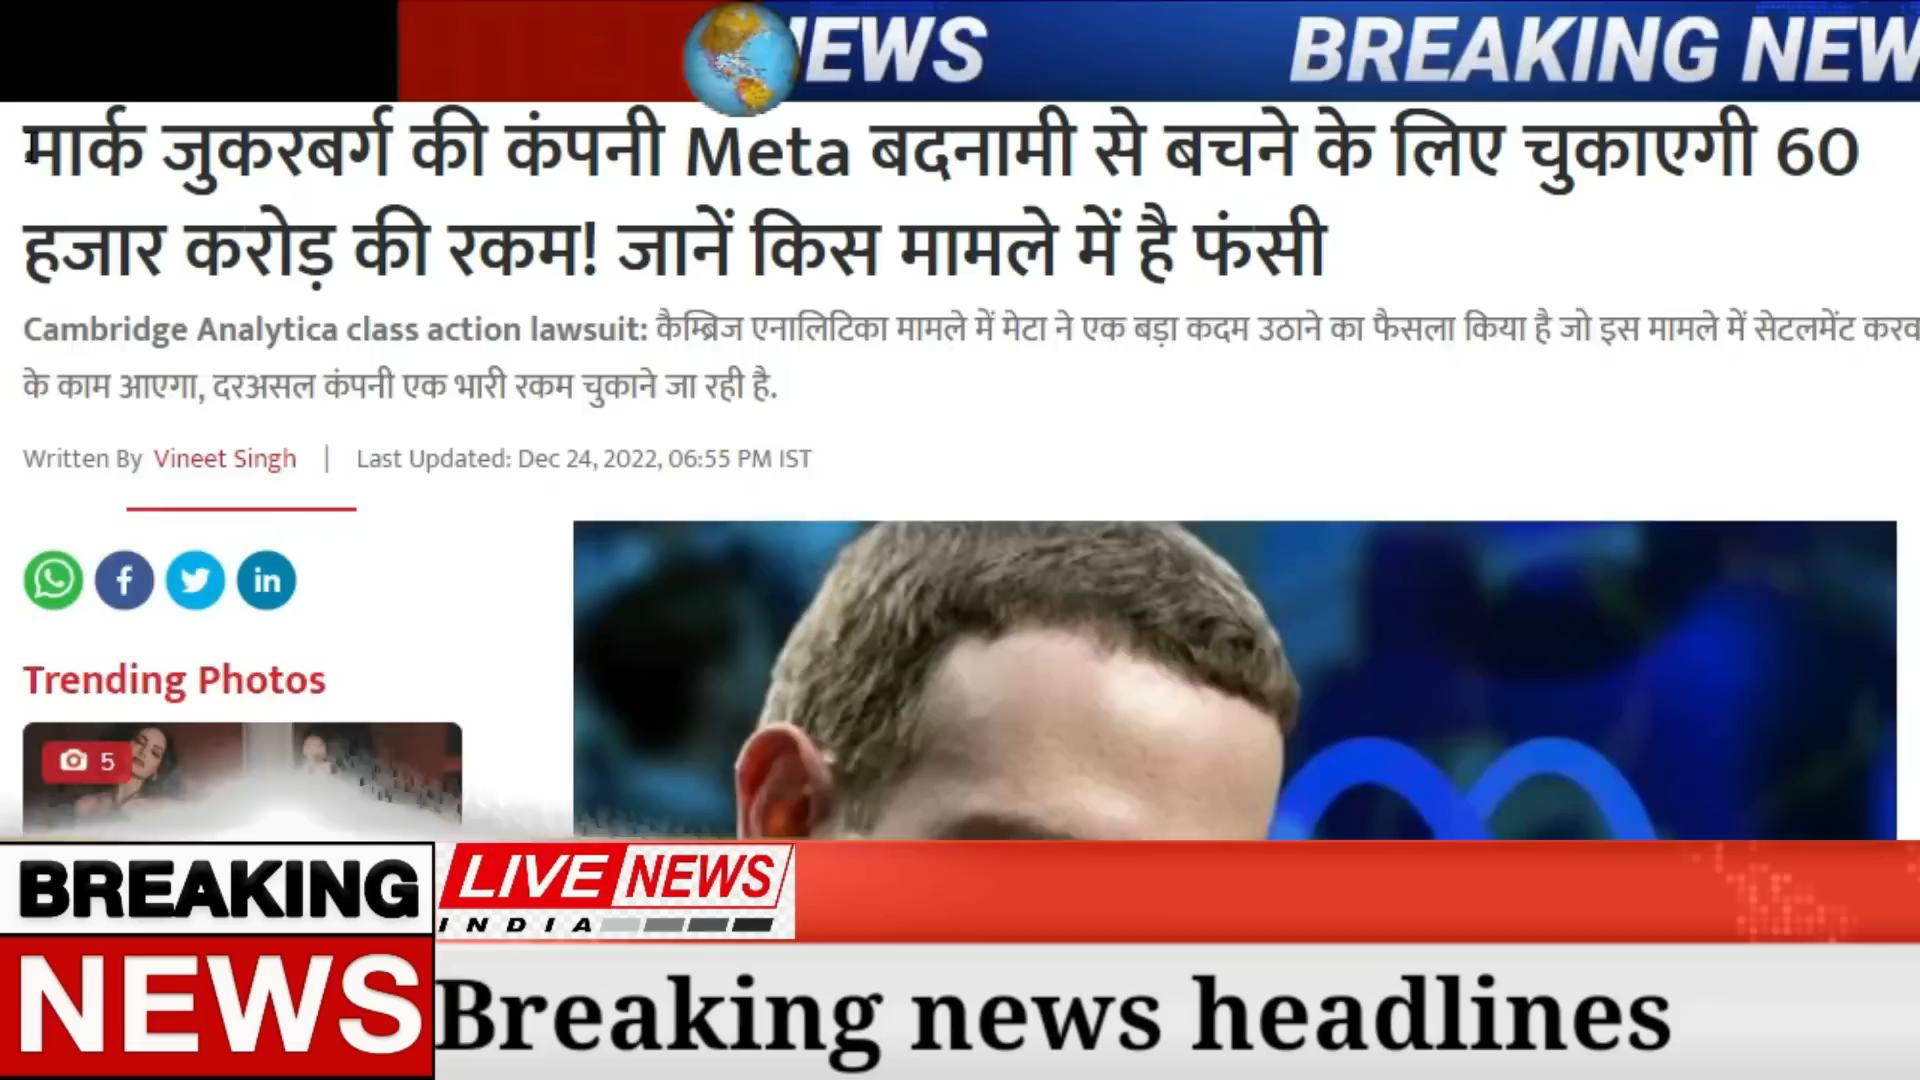 NEWS
BREAKING NEW
मार्क जुकरबर्ग की कंपनी Meta बदनामी से बचने के लिए चुकाएगी 60
हजार करोड़ की रकम! जानें किस मामले में है फंसी
Cambridge Analytica class action lawsuit: कैम्ब्रिज एनालिटिका मामले में मेटा ने एक बड़ा कदम उठाने का फैसला किया है जो इस मामले में सेटलमेंट करव
के काम आएगा, दरअसल कंपनी एक भारी रकम चुकाने जा रही है.
Written By Vineet Singh | Last Updated: Dec 24, 2022, 06:55 PM IST
f
in
Trending Photos
5
BREAKING
NEWS
LIVE NEWS
INDIA
Breaking news headlines